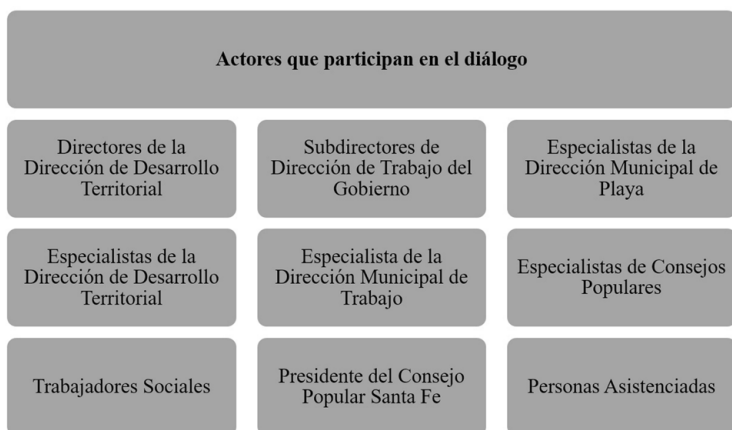 Actores que participan en el diálogo
Directores de la
Dirección de Desarrollo
Territorial
Subdirectores de
Dirección de Trabajo del
Gobierno
Especialistas de la
Dirección Municipal de
Playa
Especialistas de la
Dirección de Desarrollo
Territorial
Especialista de la
Dirección Municipal de
Trabajo
Especialistas de Consejos
Populares
Trabajadores Sociales
Presidente del Consejo
Popular Santa Fe
Personas Asistenciadas